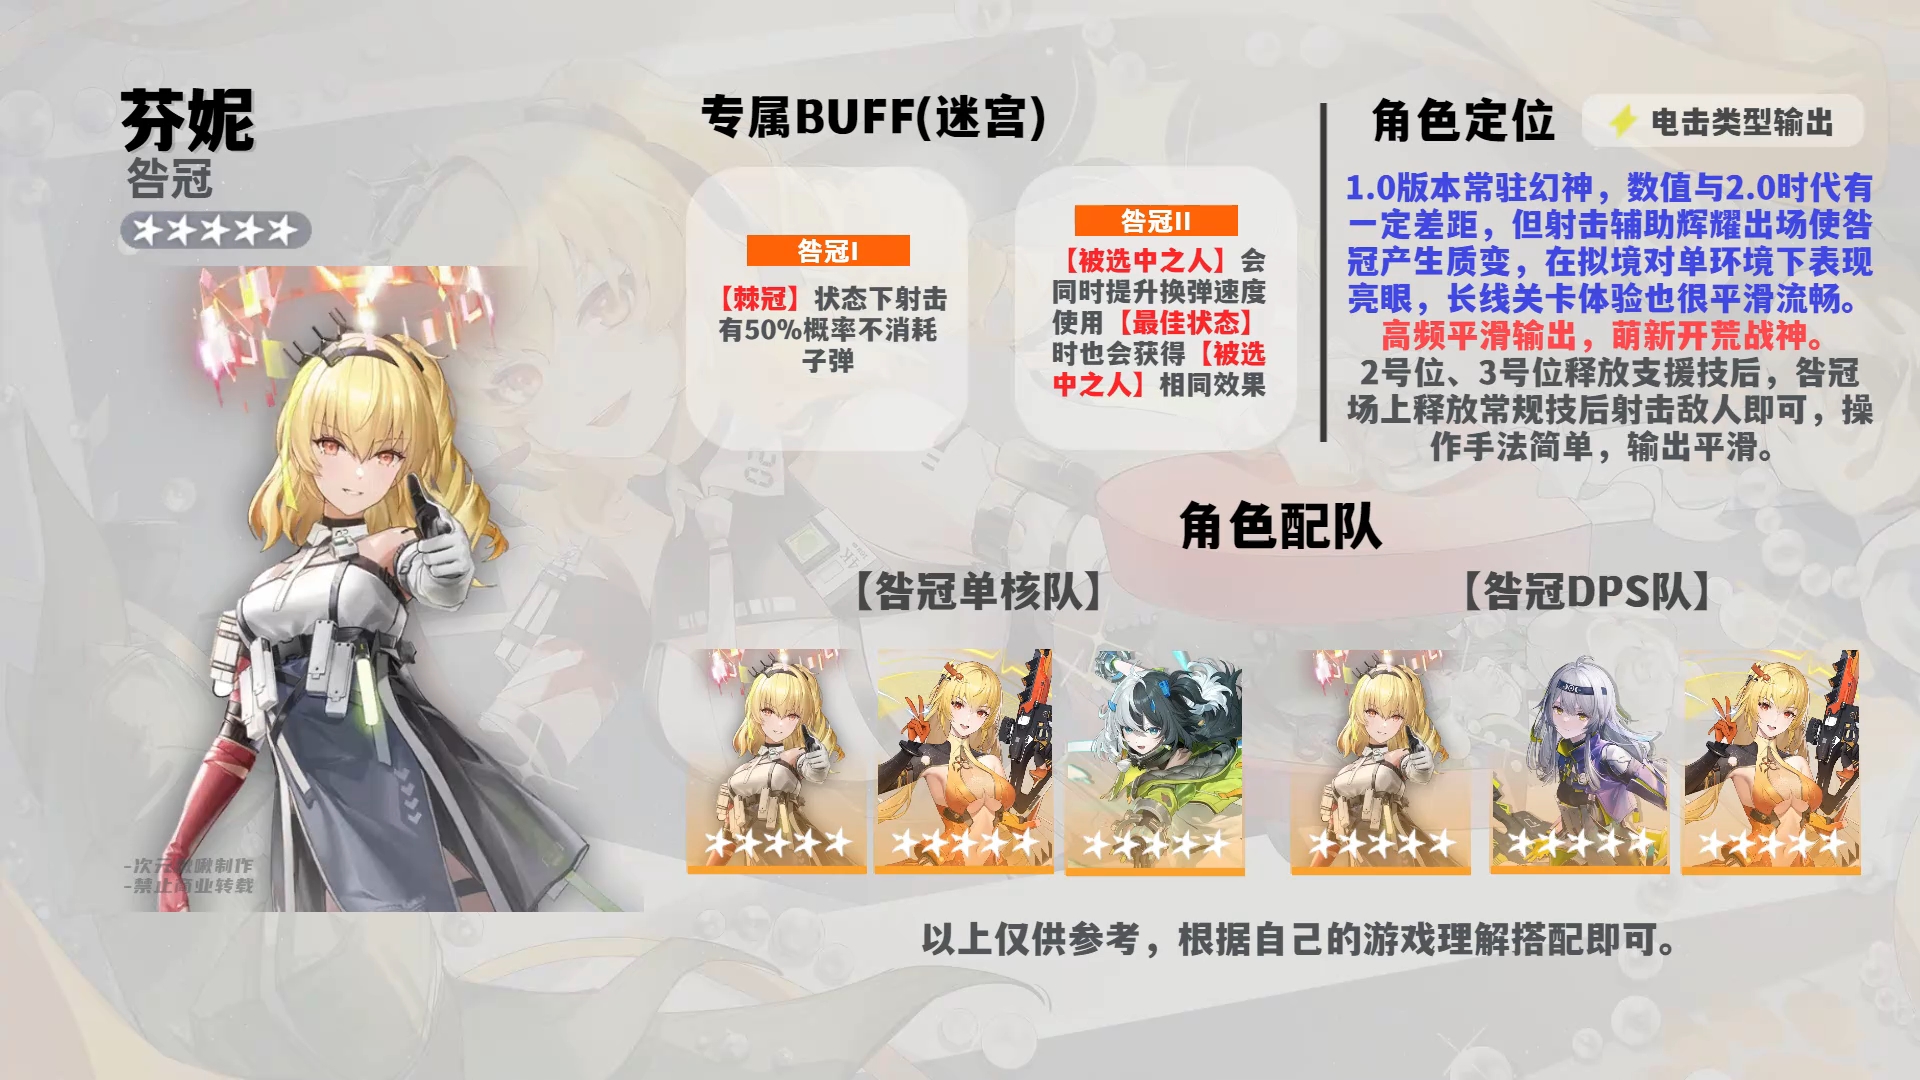 芬妮
咎冠
专属BUFF(迷宫)
咎冠I
【棘冠】状态下射击
有50%概率不消耗
子弹
咎冠II
【被选中之人】会
同时提升换弹速度
使用【最佳状态】
时也会获得【被选
中之人】相同效果
角色定位
电击类型输出
1.0版本常驻幻神，数值与2.0时代有
一定差距，但射击辅助辉耀出场使咎
冠产生质变，在拟境对单环境下表现
亮眼，长线关卡体验也很平滑流畅。
高频平滑输出，萌新开荒战神。
2号位、3号位释放支援技后，咎冠
场上释放常规技后射击敌人即可，操
作手法简单，输出平滑。
角色配队
【咎冠单核队】
【咎冠DPS队】
以上仅供参考，根据自己的游戏理解搭配即可。
-次元啾啾制作
-禁止商业转载